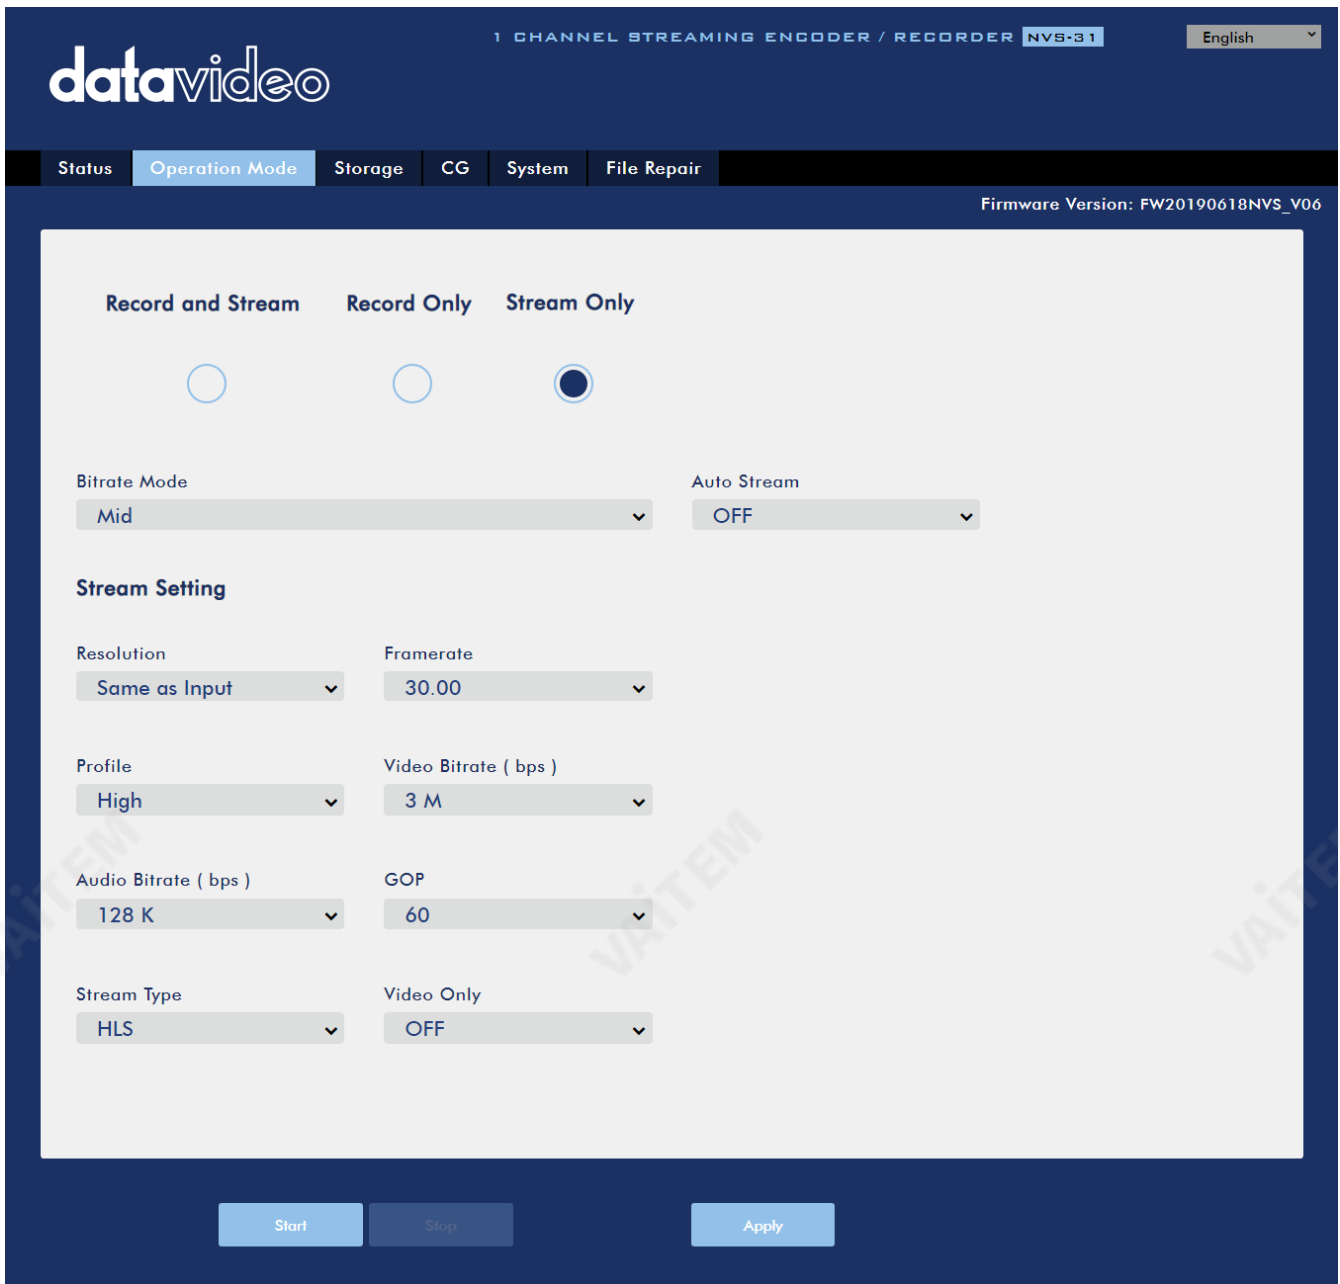 1 CHANNEL STREAMING ENCODER / RECORDER NVS-31
English
datavideo
Status Operation Mode Storage CG System File Repair
Firmware Version: FW20190618NVS_V06
Record and Stream Record Only Stream Only
Bitrate Mode Auto Stream
Mid OFF
Stream Setting
Resolution Framerate
Same as Input 30.00
Profile Video Bitrate ( bps )
High 3 M
Audio Bitrate ( bps ) GOP
128 K 60
Stream Type Video Only
HLS OFF
Start Stop Apply
VAiTEM
VAiTEM
VAiTEM